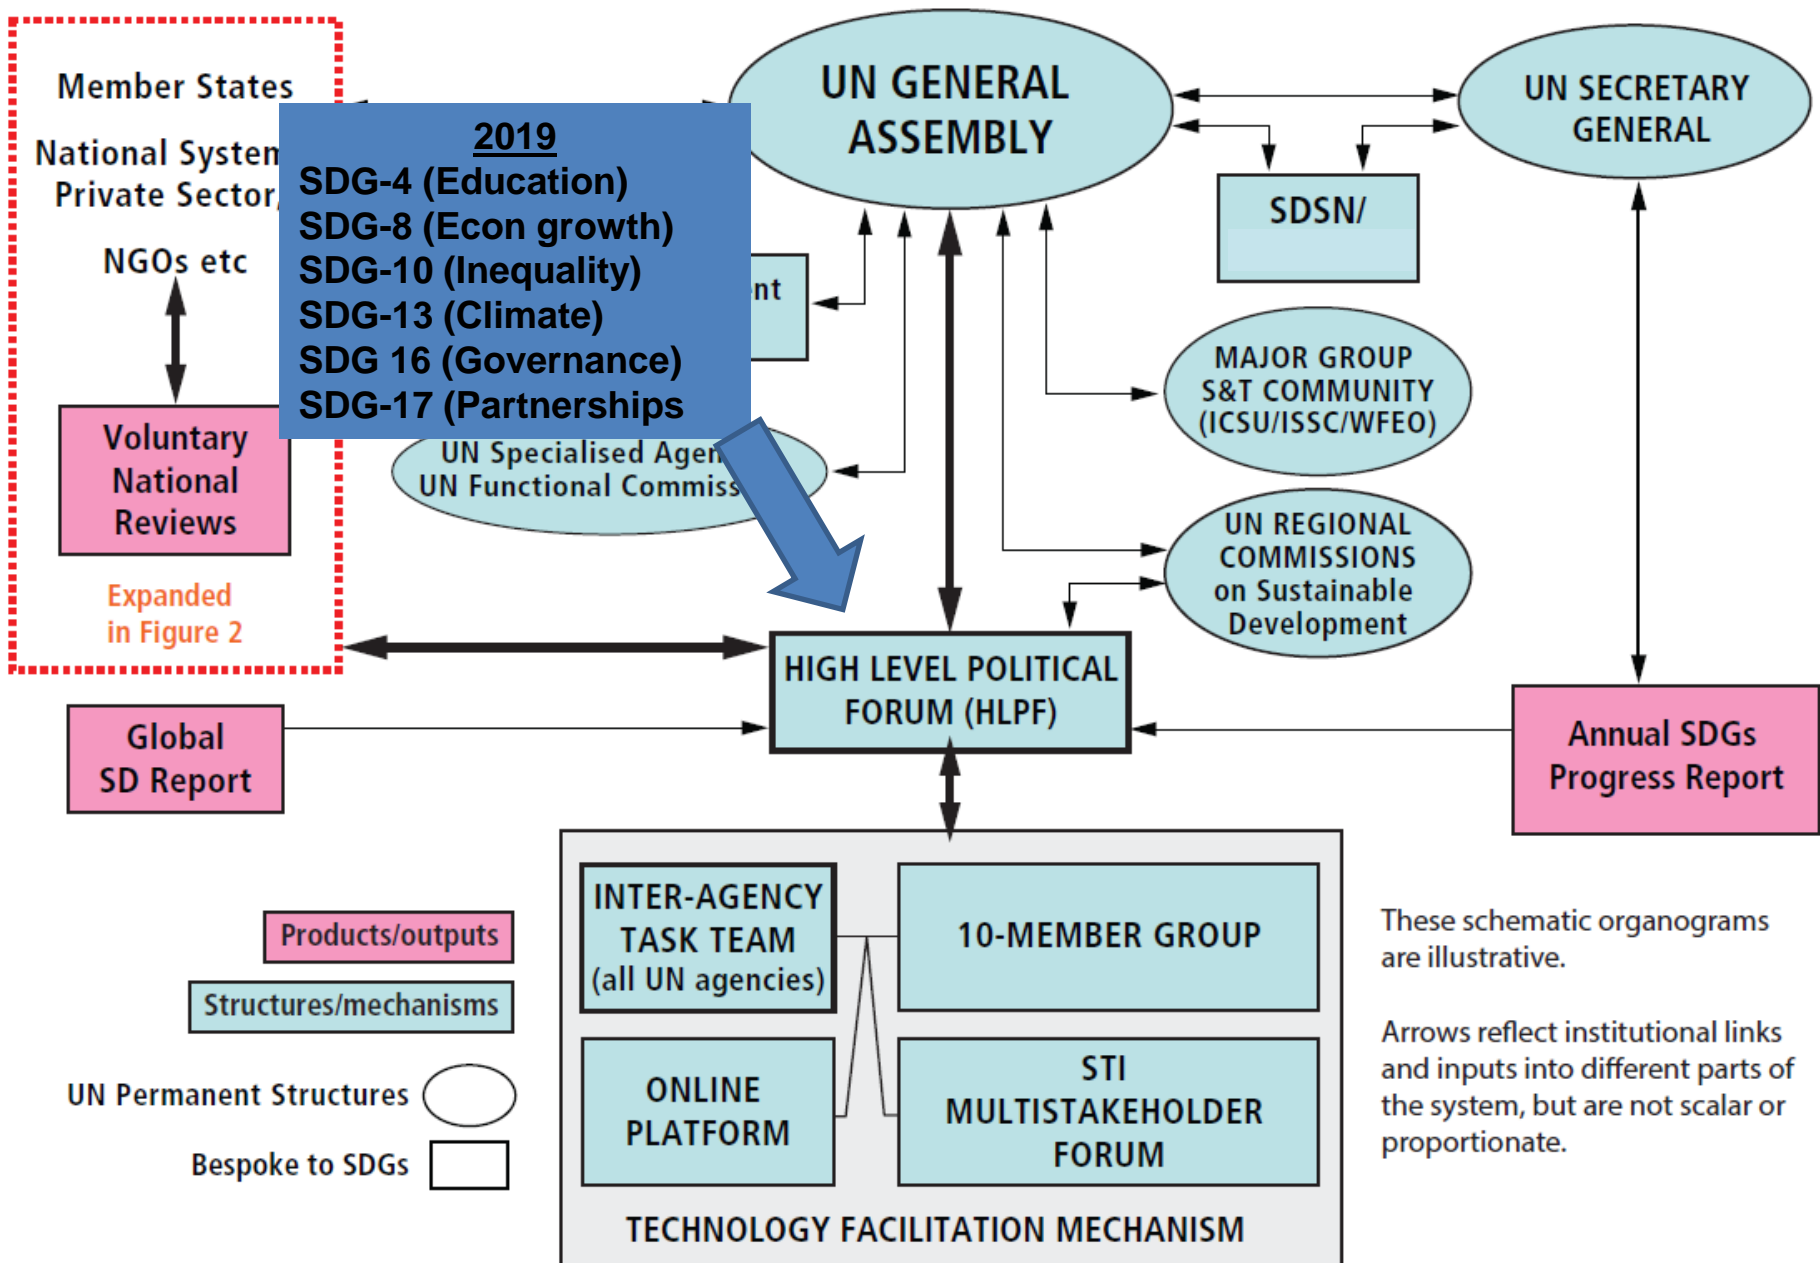 Member States
National System
Private Sector,
NGOs etc
Voluntary
National
Reviews
Expanded
in Figure 2
2019
SDG-4 (Education)
SDG-8 (Econ growth)
SDG-10 (Inequality)
SDG-13 (Climate)
SDG 16 (Governance)
SDG-17 (Partnerships
UN GENERAL
ASSEMBLY
UN SECRETARY
GENERAL
SDSN/
MAJOR GROUP
S&T COMMUNITY
(ICSU/ISSC/WFEO)
UN Specialised Agen
UN Functional Commiss
UN REGIONAL
COMMISSIONS
on Sustainable
Development
HIGH LEVEL POLITICAL
FORUM (HLPF)
Global
SD Report
Annual SDGs
Progress Report
INTER-AGENCY
TASK TEAM
(all UN agencies)
10-MEMBER GROUP
ONLINE
PLATFORM
STI
MULTISTAKEHOLDER
FORUM
TECHNOLOGY FACILITATION MECHANISM
Products/outputs
Structures/mechanisms
UN Permanent Structures
Bespoke to SDGs
These schematic organograms
are illustrative.
Arrows reflect institutional links
and inputs into different parts of
the system, but are not scalar or
proportionate.